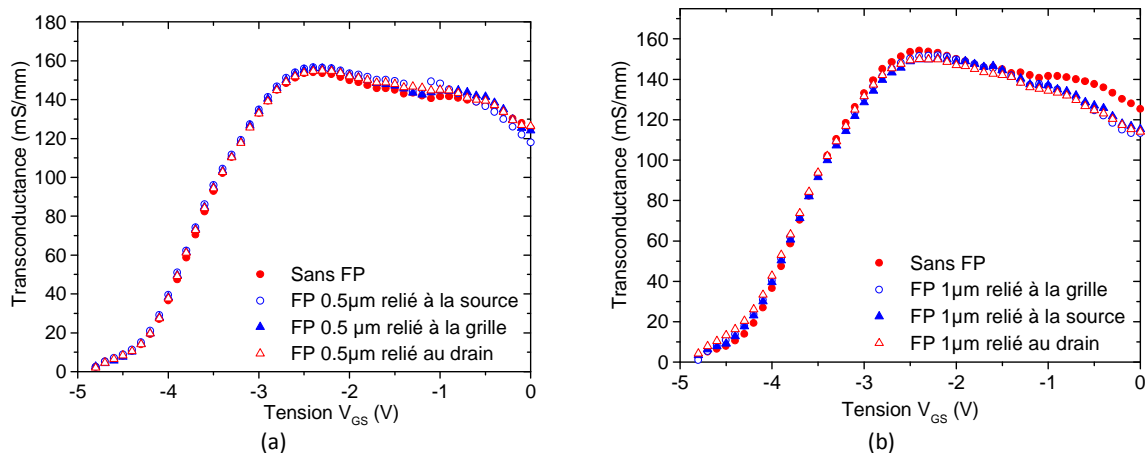 180
160
140
120
100
80
60
40
20
0
Transconductance (mS/mm)
Sans FP
FP 0.5µm relié à la source
FP 0.5 µm relié à la grille
FP 0.5µm relié au drain
-5 -4 -3 -2 -1 0
Tension VGS (V)
(a)
160
140
120
100
80
60
40
20
0
Transconductance (mS/mm)
Sans FP
FP 1µm relié à la grille
FP 1µm relié à la source
FP 1µm relié au drain
-5 -4 -3 -2 -1 0
Tension VGS (V)
(b)